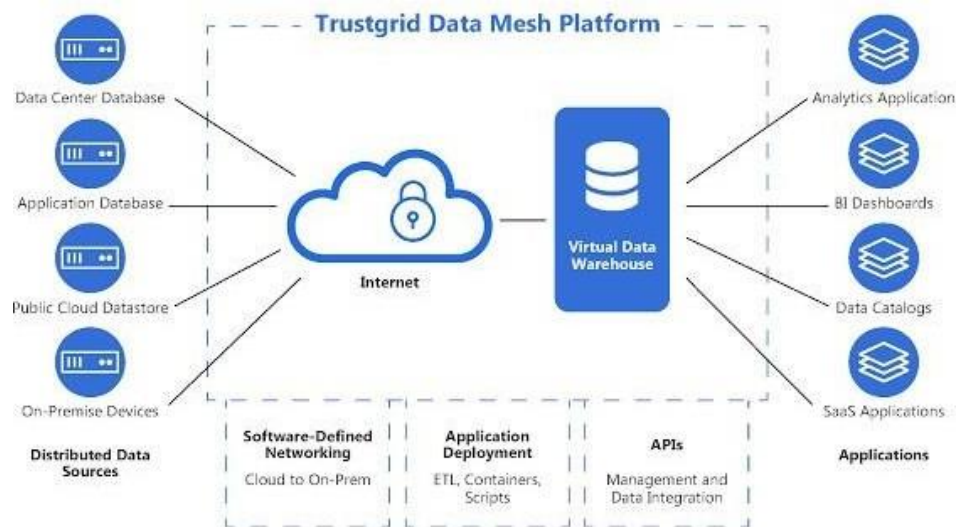 Trustgrid Data Mesh Platform
Data Center Database
Application Database
Public Cloud Datastore
On-Premise Devices
Distributed Data
Sources
Internet
Virtual Data
Warehouse
Analytics Application
BI Dashboards
Data Catalogs
SaaS Applications
Applications
Software-Defined
Networking
Cloud to On-Prem
Application
Deployment
ETL, Containers,
Scripts
APIs
Management and
Data Integration